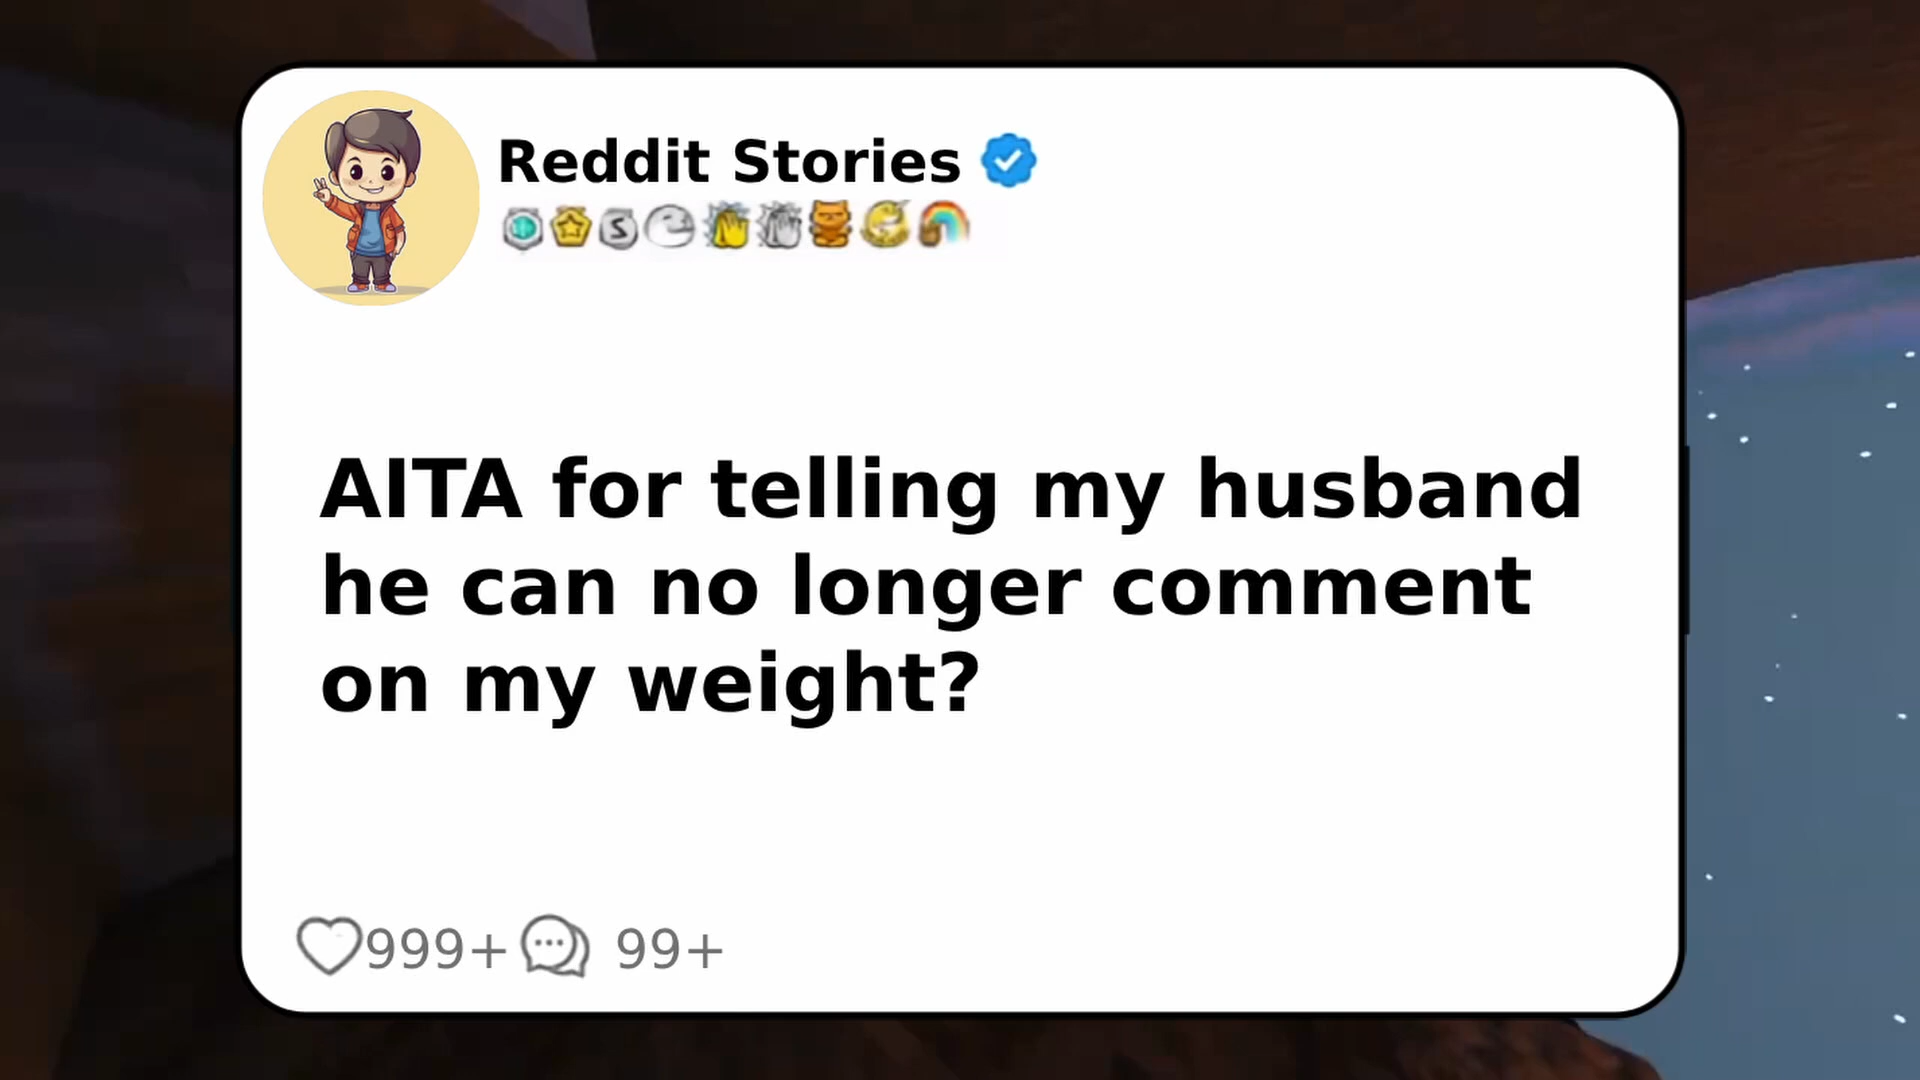 Reddit Stories
AITA for telling my husband
he can no longer comment
on my weight?
999+ 99+